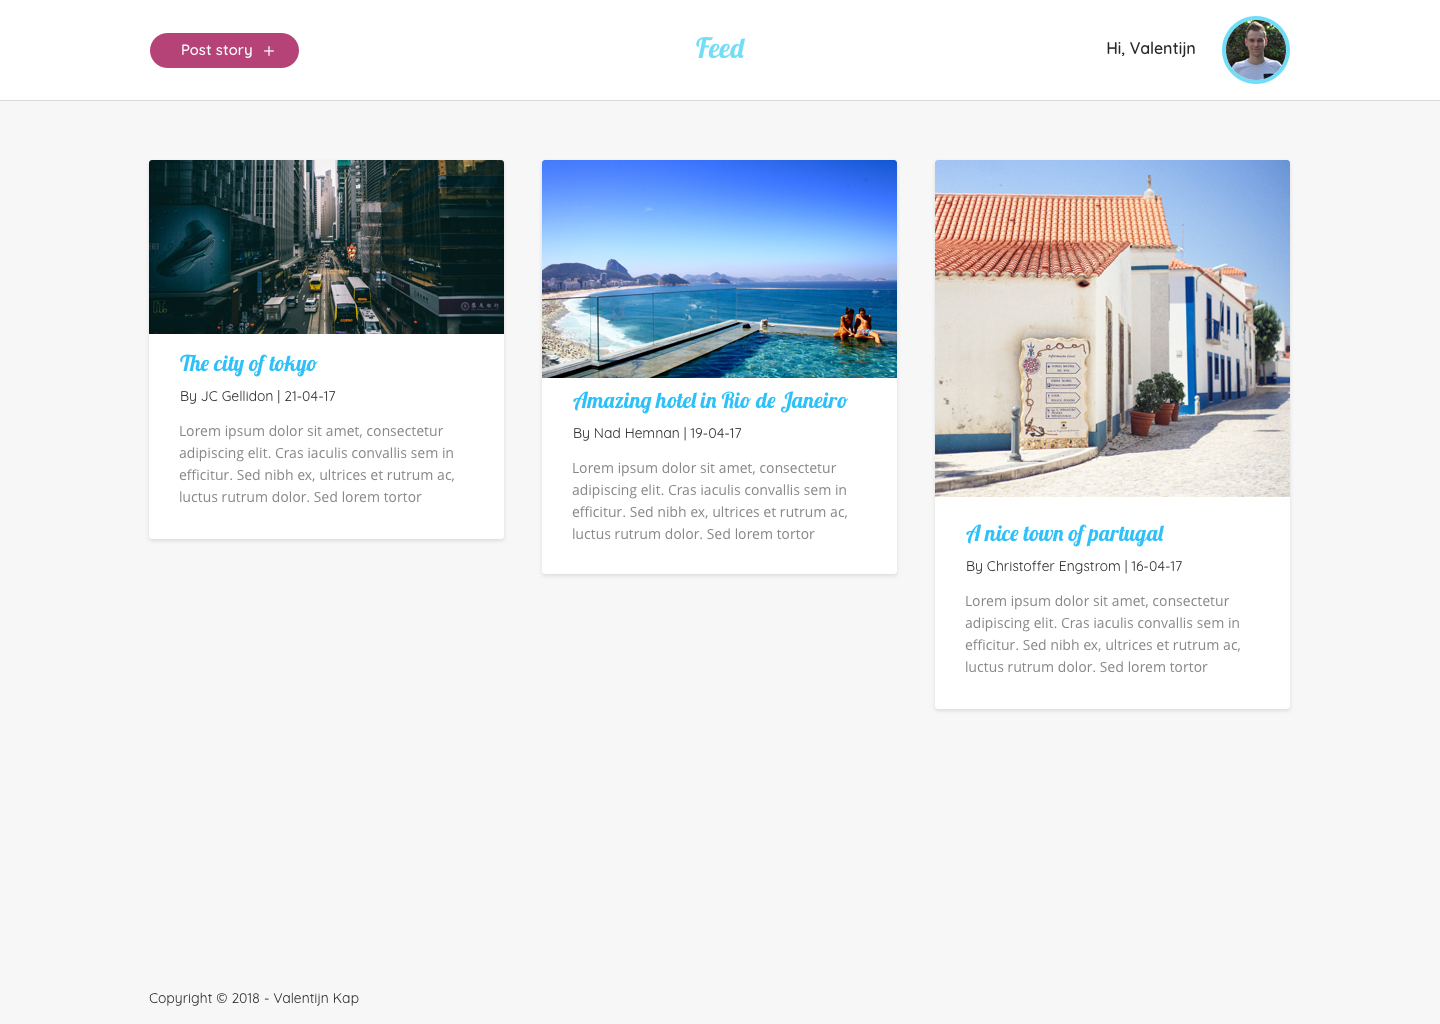 Post story +
Feed
Hi, Valentijn
The city of tokyo
By JC Gellidon | 21-04-17
Lorem ipsum dolor sit amet, consectetur
adipiscing elit. Cras iaculis convallis sem in
efficitur. Sed nibh ex, ultrices et rutrum ac,
luctus rutrum dolor. Sed lorem tortor
Amazing hotel in Rio de Janeiro
By Nad Hemnan | 19-04-17
Lorem ipsum dolor sit amet, consectetur
adipiscing elit. Cras iaculis convallis sem in
efficitur. Sed nibh ex, ultrices et rutrum ac,
luctus rutrum dolor. Sed lorem tortor
A nice town of partugal
By Christoffer Engstrom | 16-04-17
Lorem ipsum dolor sit amet, consectetur
adipiscing elit. Cras iaculis convallis sem in
efficitur. Sed nibh ex, ultrices et rutrum ac,
luctus rutrum dolor. Sed lorem tortor
Copyright © 2018 - Valentijn Kap